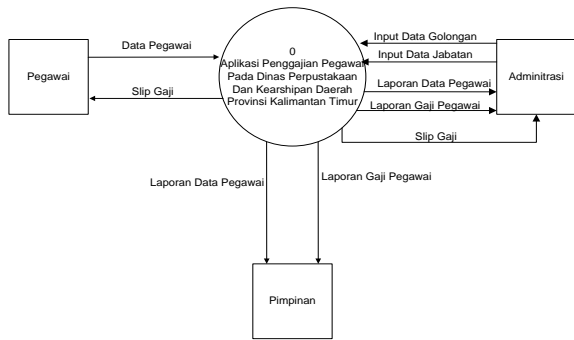 Pegawai
Data Pegawai
Slip Gaji
0
Aplikasi Penggajian Pegawai
Pada Dinas Perpustakaan
Dan Kearshipan Daerah
Provinsi Kalimantan Timur
Input Data Golongan
Input Data Jabatan
Laporan Data Pegawai
Laporan Gaji Pegawai
Slip Gaji
Adminitrasi
Laporan Data Pegawai
Laporan Gaji Pegawai
Pimpinan